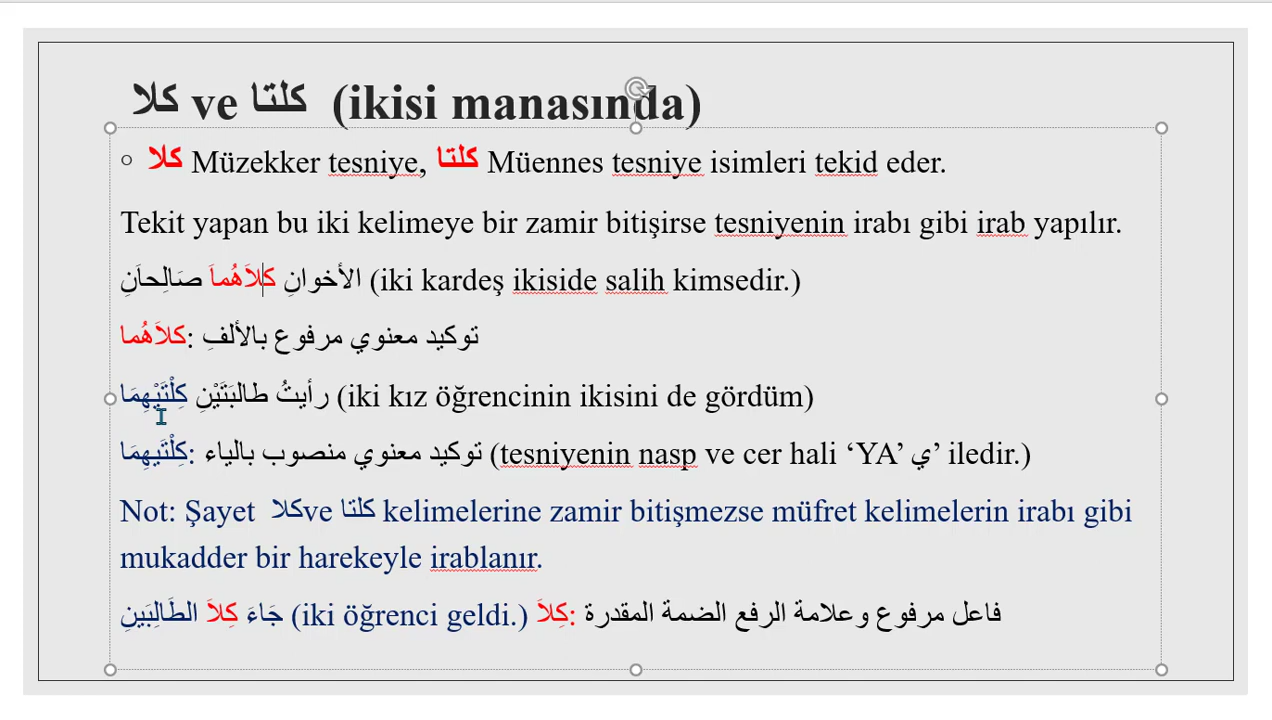 كلا ve كلتا (ikisi manasında)
○ كلا Müzekker tesniye, كلتا Müennes tesniye isimleri tekid eder.
Tekit yapan bu iki kelimeye bir zamir bitişirse tesniyenin irabı gibi irab yapılır.
الأخوانِ كلاَهُماَ صَالِحاَنِ (iki kardeş ikiside salih kimsedir.)
كلاَهُما: توكيد معنوي مرفوع بالألفِ
رأيتُ طالبَتَيْنِ كِلْتَيْهِمَا (iki kız öğrencinin ikisini de gördüm)
كِلْتَيهِمَا: توكيد معنوي منصوب بالياء (tesniyenin nasp ve cer hali ‘YA’ ي’ iledir.)
Not: Şayet كلا ve كلتا kelimelerine zamir bitişmezse müfret kelimelerin irabı gibi
mukadder bir harekeyle irablanır.
جَاءَ كِلاَ الطَالِبَينِ (iki öğrenci geldi.) كِلاَ: فاعل مرفوع وعلامة الرفع الضمة المقدرة